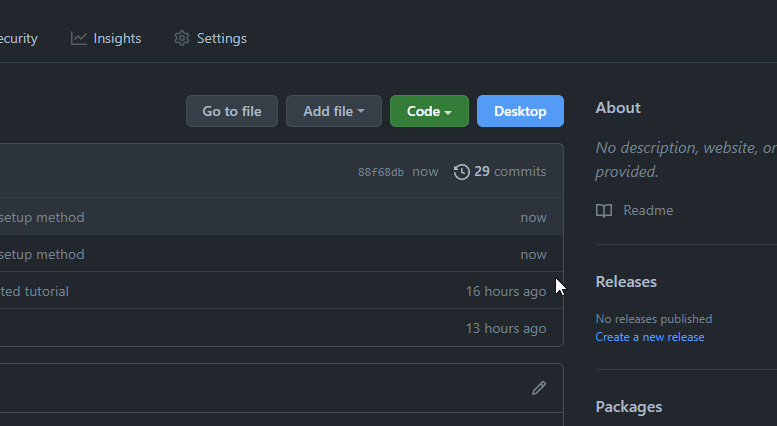 ecurity Insights Settings
Go to file Add file Code Desktop
About
No description, website, or
provided.
88f68db now 29 commits
Readme
setup method now
setup method now
ted tutorial 16 hours ago
13 hours ago
Releases
No releases published
Create a new release
Packages